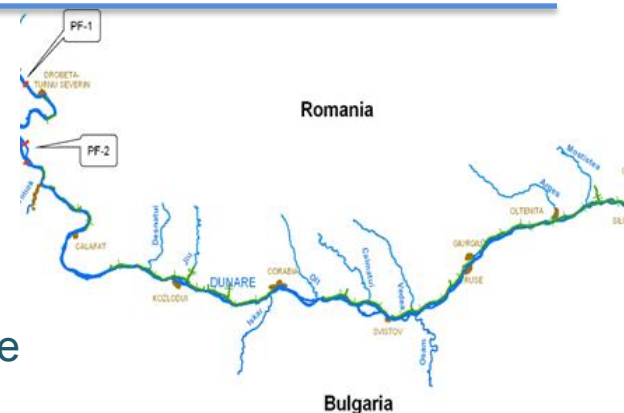 PF-1
DROBETA-
TURNU SEVERIN
Romania
PF-2
Mostistea
Arges
OLTENITA
Desnatui
Jiu
CALAFAT
GIURGIU
RUSE
Calmatui
Vedea
Olt
CORABIA
DUNARE
KOZLODUI
Iskar
SVISTOV
Osam
e
Bulgaria